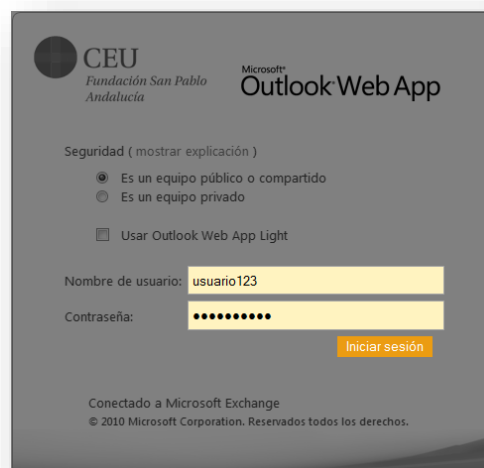 CEU
Fundación San Pablo
Andalucía
Microsoft®
Outlook® Web App
Seguridad ( mostrar explicación )
Es un equipo público o compartido
Es un equipo privado
Usar Outlook Web App Light
Nombre de usuario: usuario123
Contraseña: ●●●●●●●●●●
Iniciar sesión
Conectado a Microsoft Exchange
© 2010 Microsoft Corporation. Reservados todos los derechos.